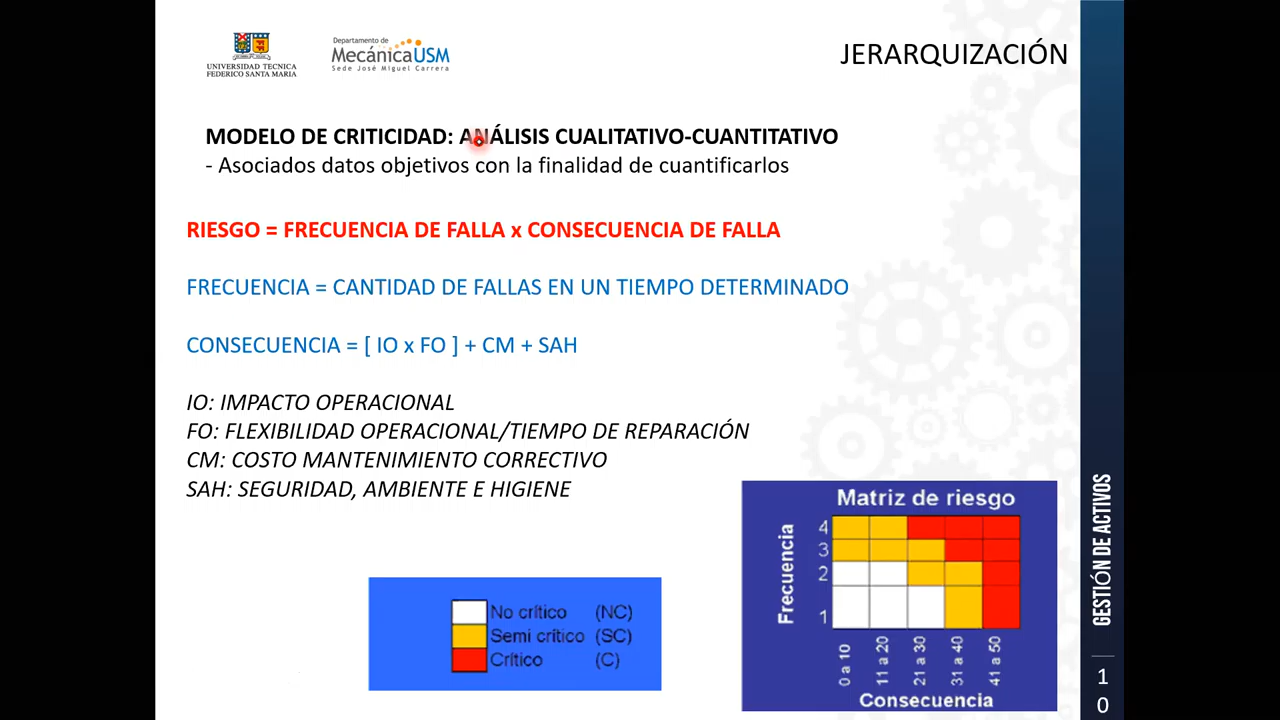 UNIVERSIDAD TECNICA
FEDERICO SANTA MARIA
Departamento de
MecánicaUSM
Sede José Miguel Carrera
JERARQUIZACIÓN
MODELO DE CRITICIDAD: ANÁLISIS CUALITATIVO-CUANTITATIVO
- Asociados datos objetivos con la finalidad de cuantificarlos
RIESGO = FRECUENCIA DE FALLA x CONSECUENCIA DE FALLA
FRECUENCIA = CANTIDAD DE FALLAS EN UN TIEMPO DETERMINADO
CONSECUENCIA = [ IO x FO ] + CM + SAH
IO: IMPACTO OPERACIONAL
FO: FLEXIBILIDAD OPERACIONAL/TIEMPO DE REPARACIÓN
CM: COSTO MANTENIMIENTO CORRECTIVO
SAH: SEGURIDAD, AMBIENTE E HIGIENE
No crítico (NC)
Semi crítico (SC)
Crítico (C)
Matriz de riesgo
Frecuencia
4
3
2
1
0 a 10
11 a 20
21 a 30
31 a 40
41 a 50
Consecuencia
GESTIÓN DE ACTIVOS
1
0